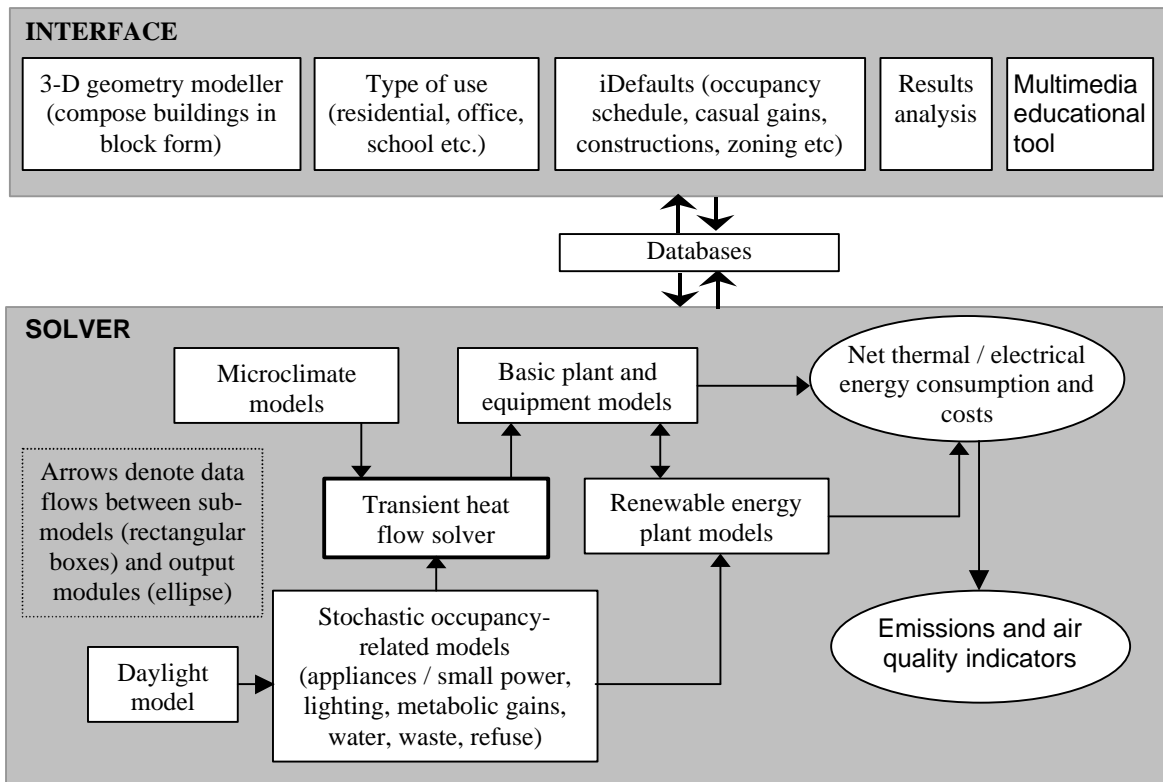 INTERFACE
3-D geometry modeller
(compose buildings in
block form)
Type of use
(residential, office,
school etc.)
iDefaults (occupancy
schedule, casual gains,
constructions, zoning etc)
Results
analysis
Multimedia
educational
tool
Databases
SOLVER
Microclimate
models
Basic plant and
equipment models
Net thermal / electrical
energy consumption and
costs
Arrows denote data
flows between sub-
models (rectangular
boxes) and output
modules (ellipse)
Transient heat
flow solver
Renewable energy
plant models
Daylight
model
Stochastic occupancy-
related models
(appliances / small power,
lighting, metabolic gains,
water, waste, refuse)
Emissions and air
quality indicators